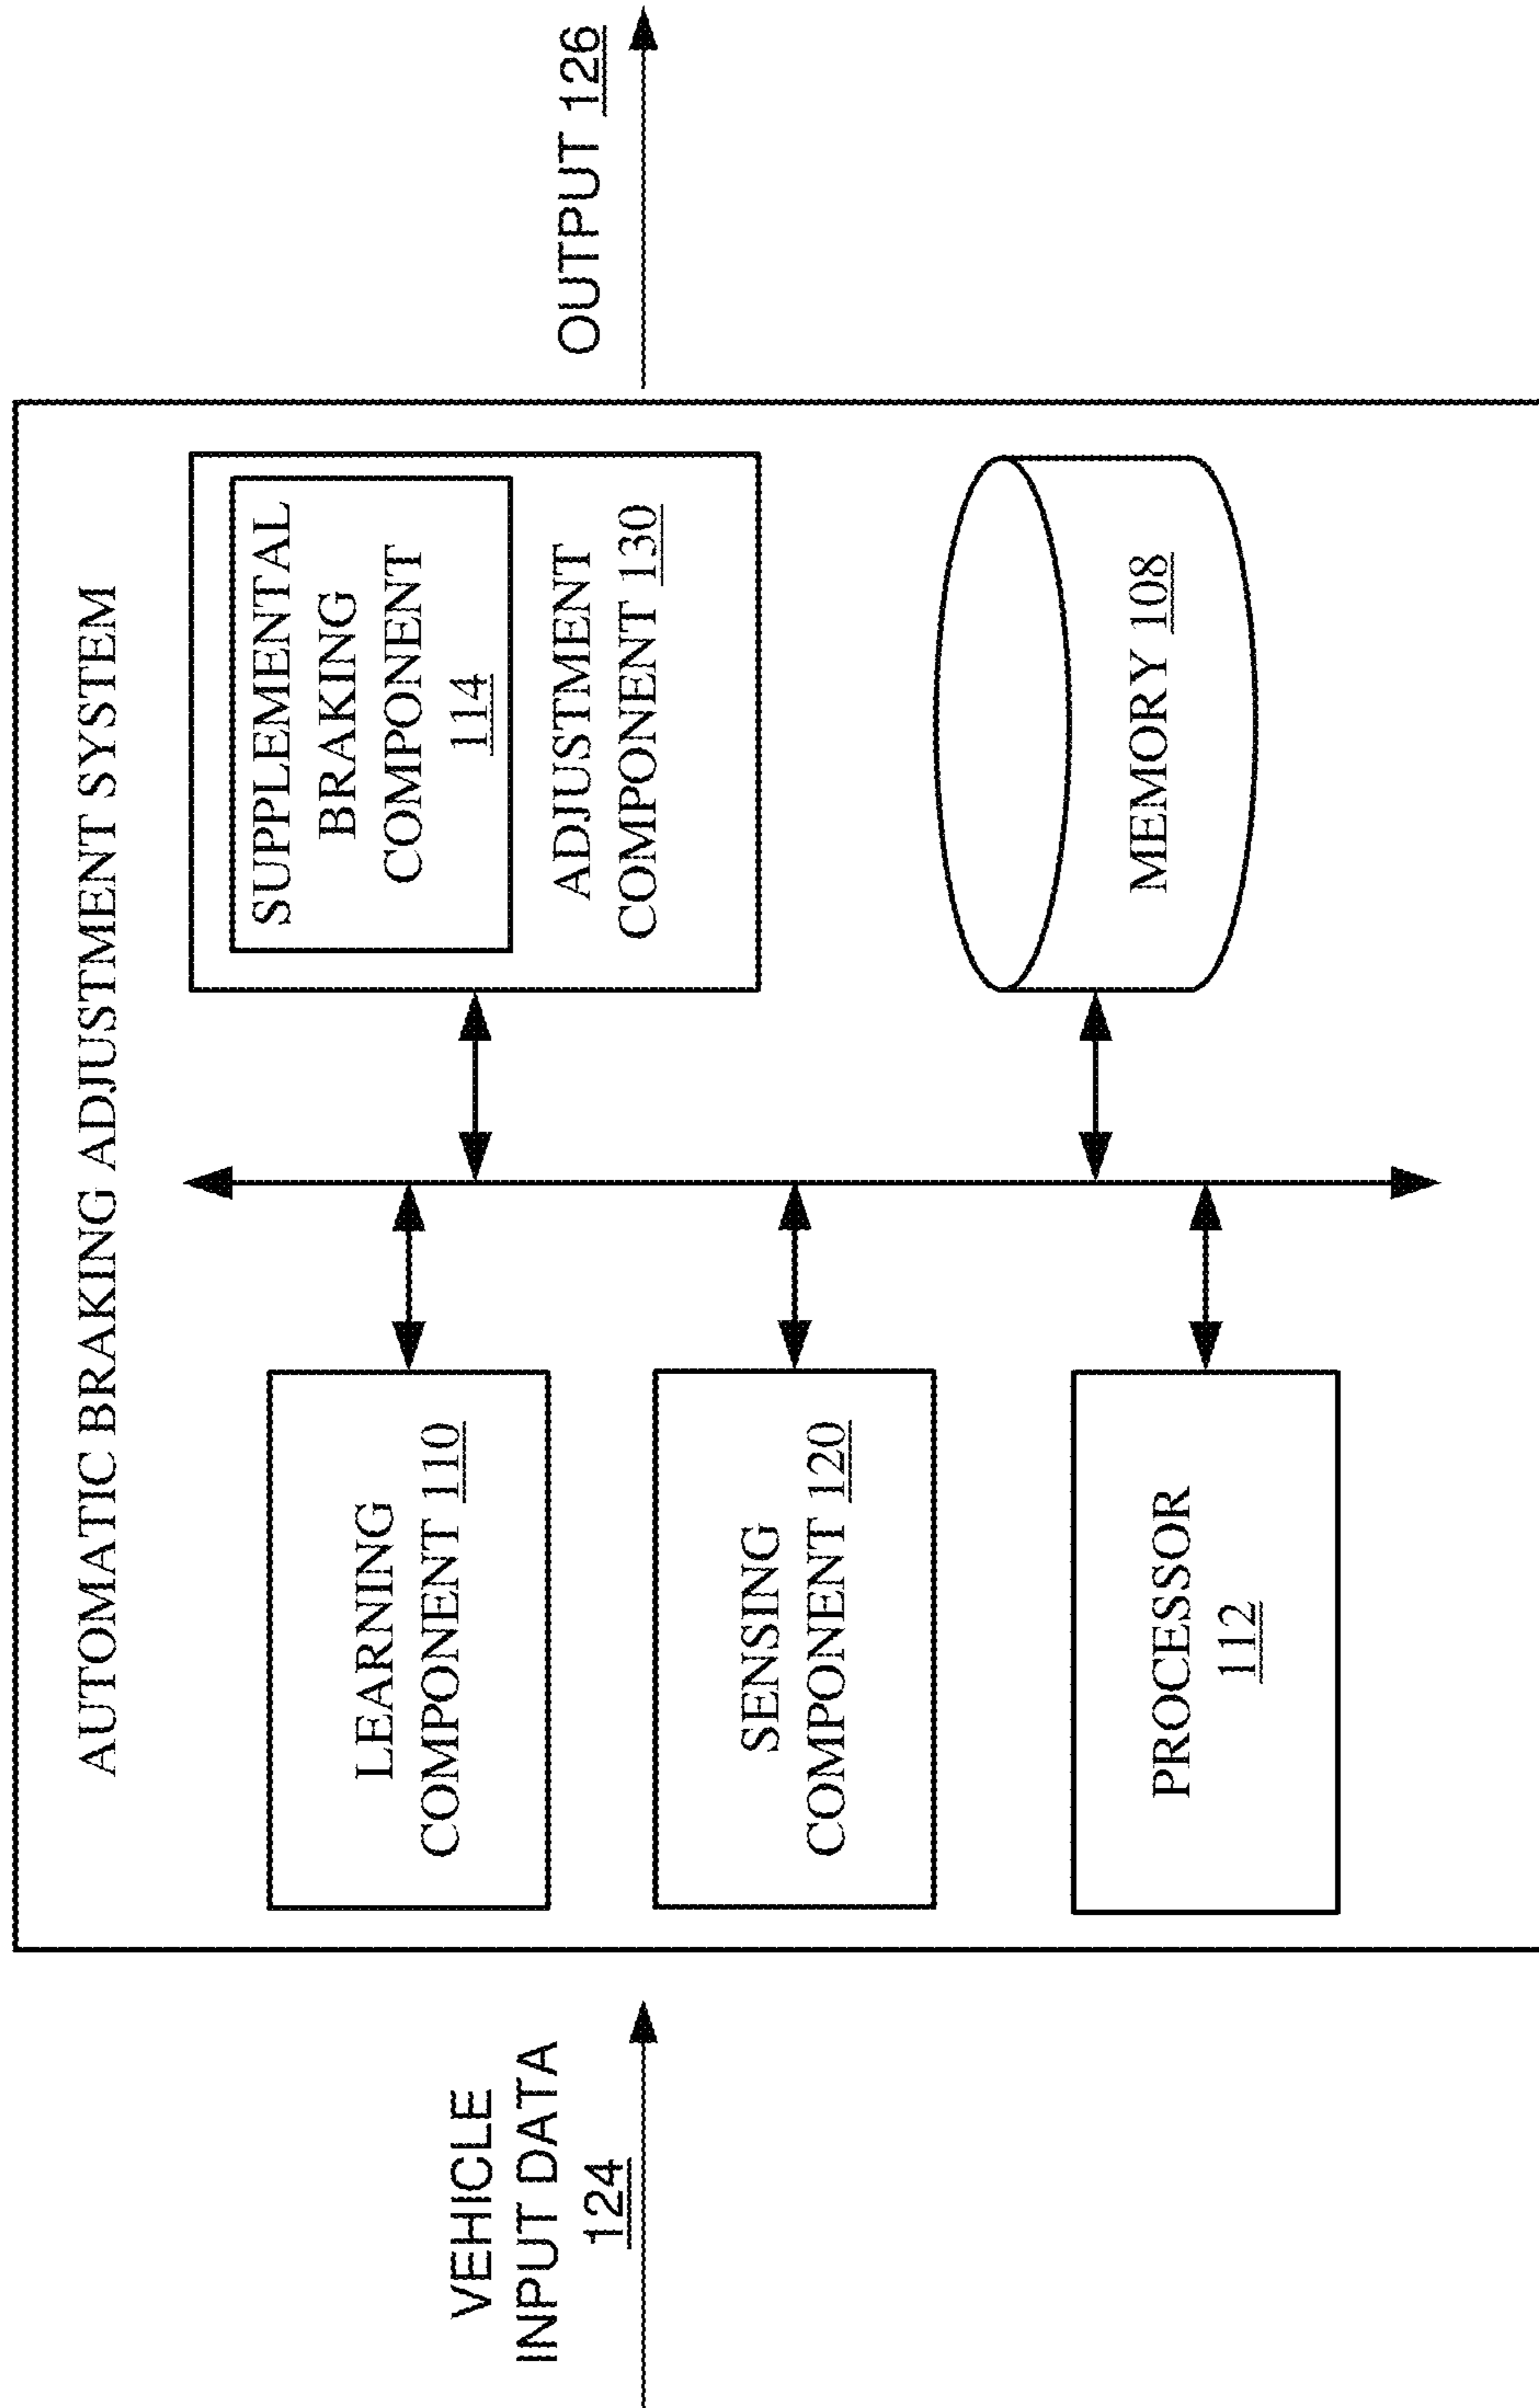 AUTOMATIC BRAKING ADJUSTMENT SYSTEM
VEHICLE
INPUT DATA
124
LEARNING
COMPONENT 110
SENSING
COMPONENT 120
PROCESSOR
112
SUPPLEMENTAL
BRAKING
COMPONENT
114
ADJUSTMENT
COMPONENT 130
MEMORY 108
OUTPUT 126